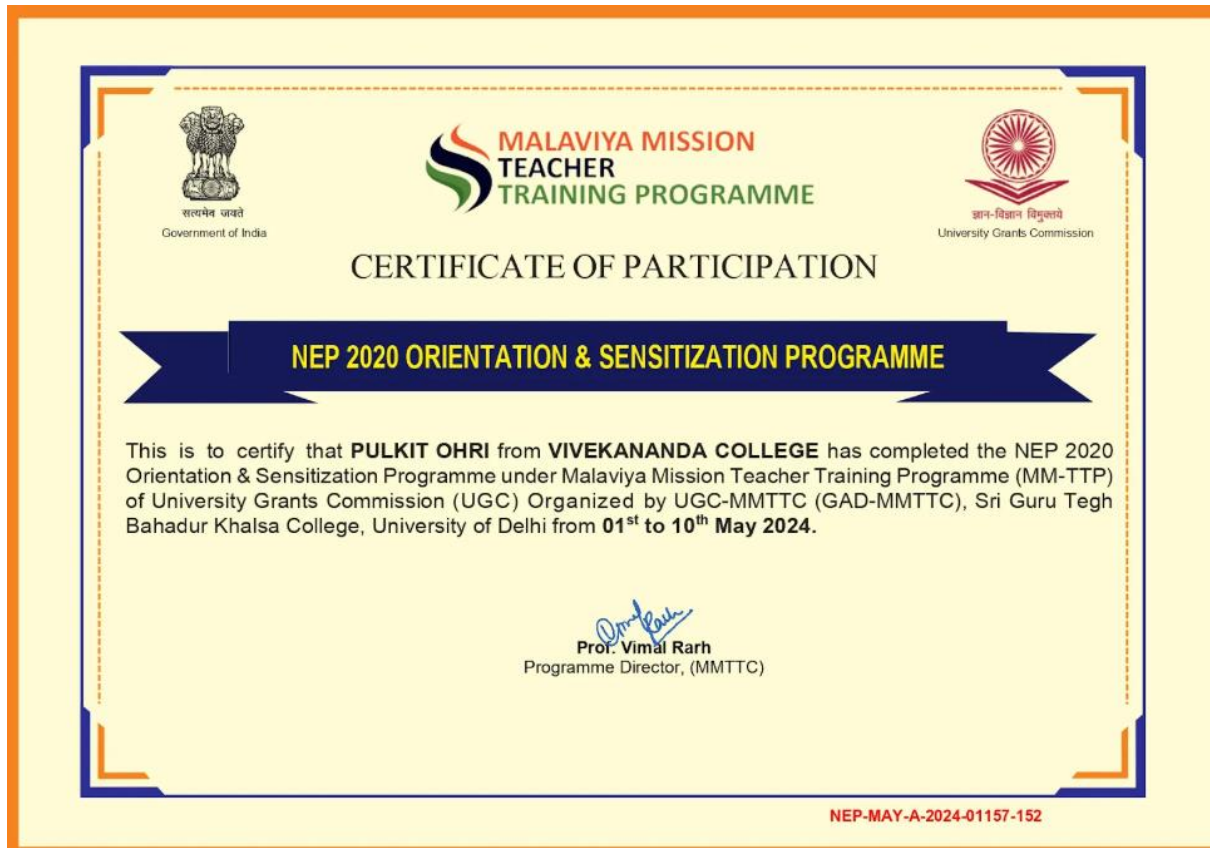 सत्यमेव जयते
Government of India
MALAVIYA MISSION
TEACHER
TRAINING PROGRAMME
ज्ञान-विज्ञान विमुक्तये
University Grants Commission
CERTIFICATE OF PARTICIPATION
NEP 2020 ORIENTATION & SENSITIZATION PROGRAMME
This is to certify that PULKIT OHRI from VIVEKANANDA COLLEGE has completed the NEP 2020
Orientation & Sensitization Programme under Malaviya Mission Teacher Training Programme (MM-TTP)
of University Grants Commission (UGC) Organized by UGC-MMTTC (GAD-MMTTC), Sri Guru Tegh
Bahadur Khalsa College, University of Delhi from 01st to 10th May 2024.
Prof. Vimal Rarh
Programme Director, (MMTTC)
NEP-MAY-A-2024-01157-152